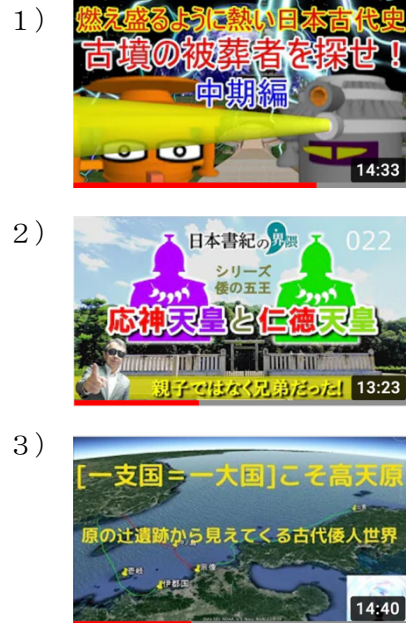 1)
燃え盛るように熱い日本古代史
古墳の被葬者を探せ!
中期編
14:33
2)
日本書紀の界隈
022
シリーズ
倭の五王
応神天皇と仁徳天皇
親子ではなく兄弟だった!
13:23
3)
[一支国=一大国]こそ高天原
原の辻遺跡から見えてくる古代倭人世界
壱岐
宗像
伊都国
14:40